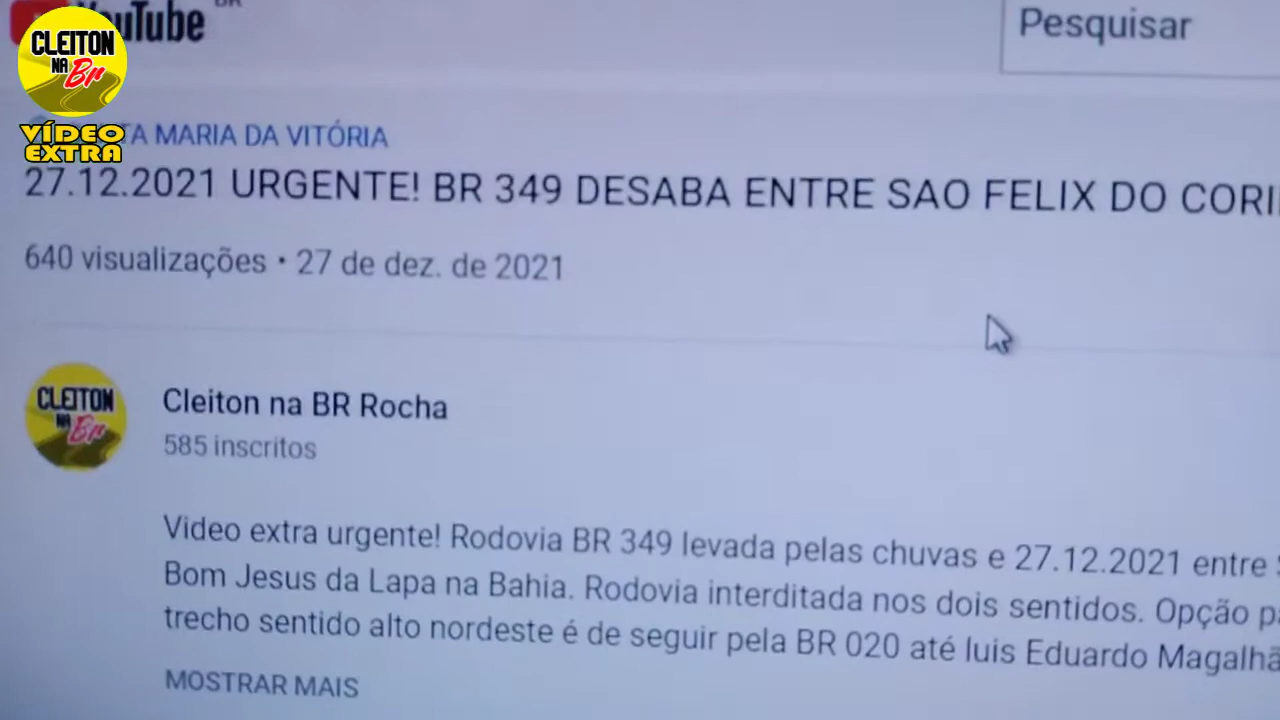 YouTube BR
Pesquisar
CLEITON
NA
Br
VÍDEO
EXTRA
TA MARIA DA VITÓRIA
27.12.2021 URGENTE! BR 349 DESABA ENTRE SAO FELIX DO CORI
640 visualizações • 27 de dez. de 2021
CLEITON
NA
Br
Cleiton na BR Rocha
585 inscritos
Video extra urgente! Rodovia BR 349 levada pelas chuvas e 27.12.2021 entre
Bom Jesus da Lapa na Bahia. Rodovia interditada nos dois sentidos. Opção pa
trecho sentido alto nordeste é de seguir pela BR 020 até luis Eduardo Magalhã
MOSTRAR MAIS